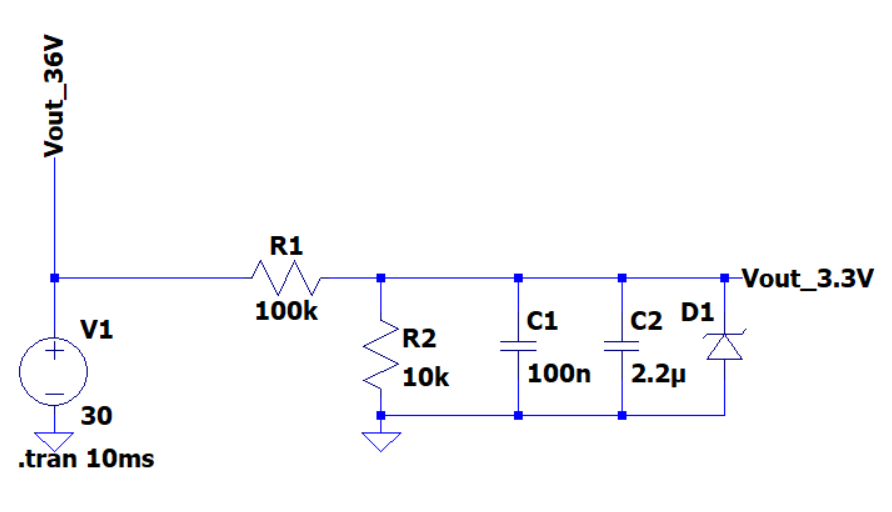 Vout_36V
R1
100k
Vout_3.3V
V1
30
.tran 10ms
R2
10k
C1
100n
C2
2.2µ
D1